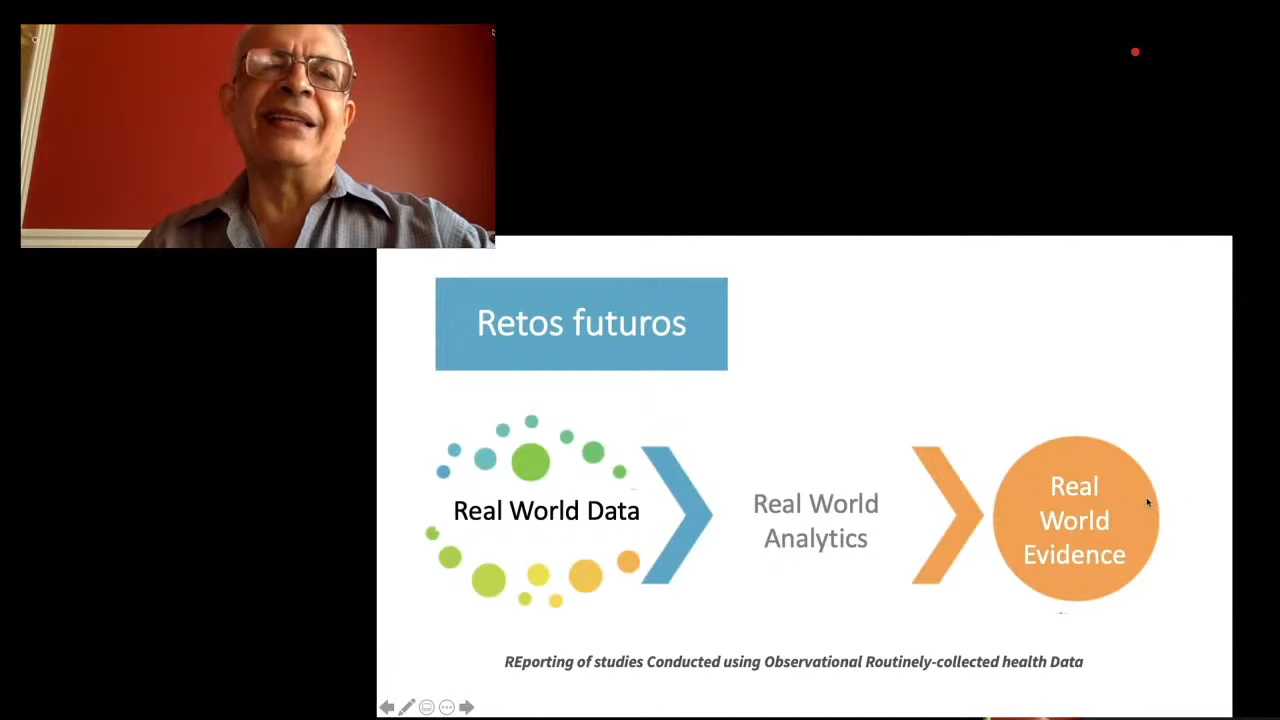 Retos futuros
Real World Data
Real World
Analytics
Real
World
Evidence
REporting of studies Conducted using Observational Routinely-collected health Data